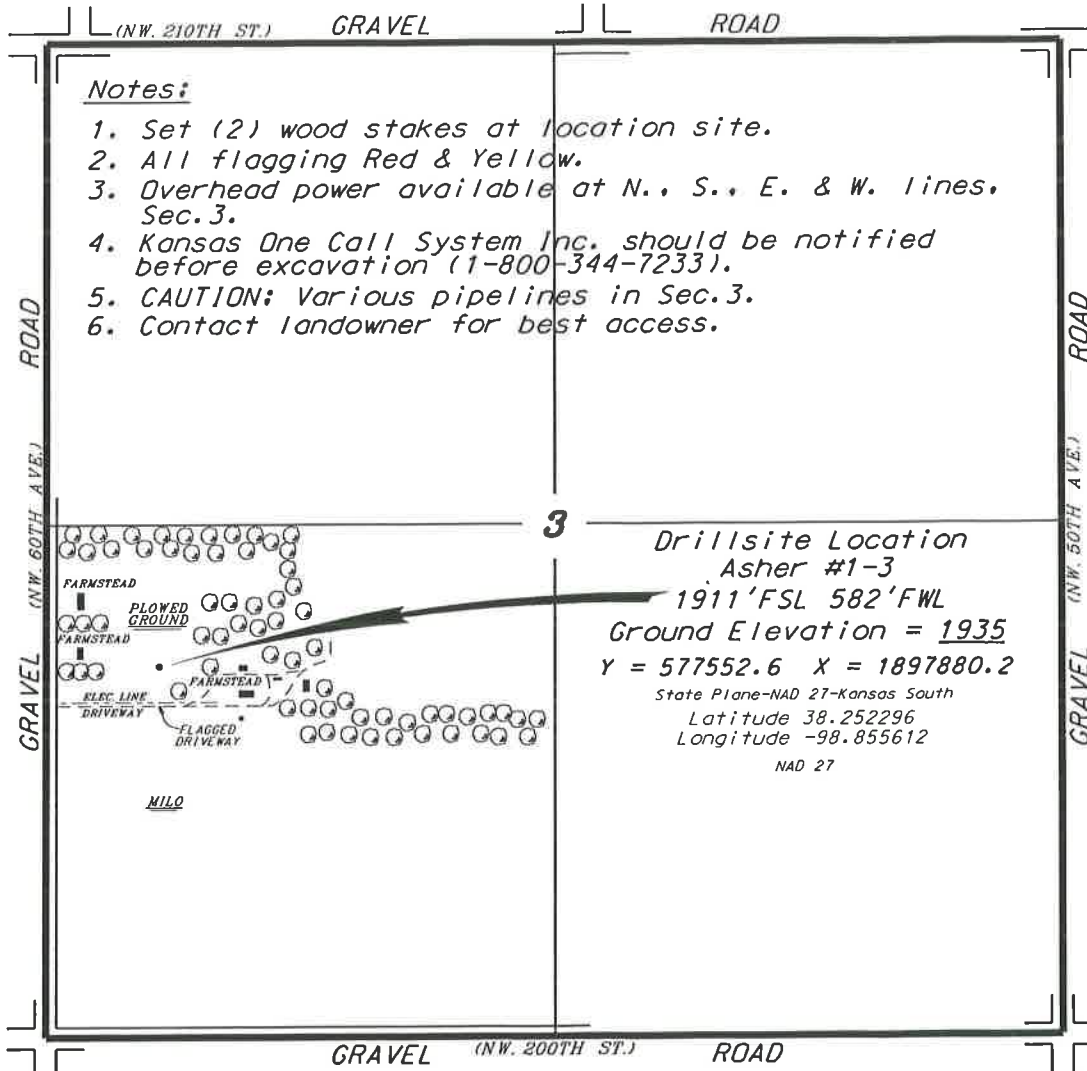 (NW. 210TH ST.) GRAVEL ROAD
Notes:
1. Set (2) wood stakes at location site.
2. All flagging Red & Yellow.
3. Overhead power available at N., S., E. & W. lines,
Sec.3.
4. Kansas One Call System Inc. should be notified
before excavation (1-800-344-7233).
5. CAUTION: Various pipelines in Sec.3.
6. Contact landowner for best access.
GRAVEL (NW. 60TH AVE.) ROAD
GRAVEL (NW. 50TH AVE.) ROAD
3
FARMSTEAD
PLOWED
GROUND
FARMSTEAD
FARMSTEAD
ELEC. LINE
DRIVEWAY
FLAGGED
DRIVEWAY
MILO
Drillsite Location
Asher #1-3
1911'FSL 582'FWL
Ground Elevation = 1935
Y = 577552.6 X = 1897880.2
State Plane-NAD 27-Kansas South
Latitude 38.252296
Longitude -98.855612
NAD 27
GRAVEL (NW. 200TH ST.) ROAD